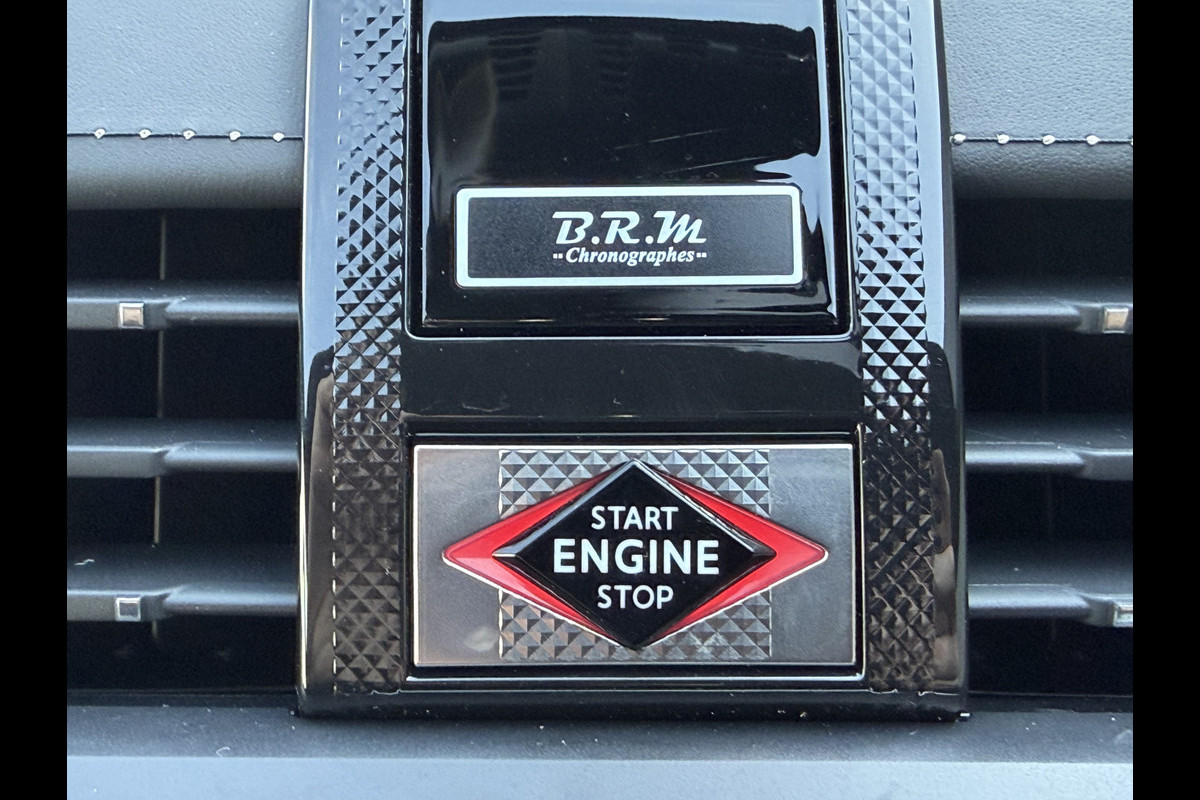 B.R.M
Chronographes
START
ENGINE
STOP